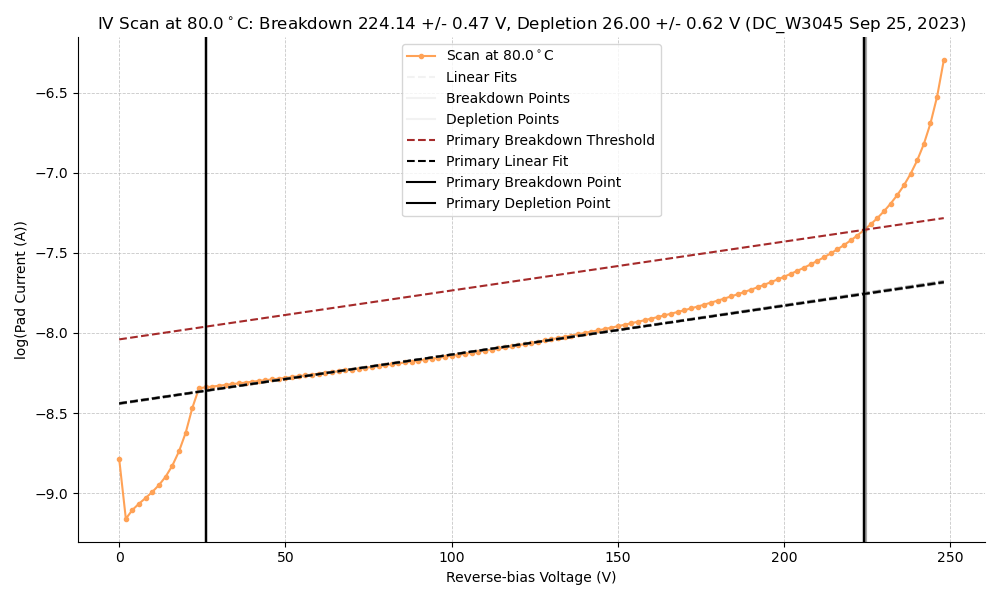 IV Scan at 80.0°C: Breakdown 224.14 +/- 0.47 V, Depletion 26.00 +/- 0.62 V (DC_W3045 Sep 25, 2023)
Scan at 80.0°C
Linear Fits
Breakdown Points
Depletion Points
Primary Breakdown Threshold
Primary Linear Fit
Primary Breakdown Point
Primary Depletion Point
log(Pad Current (A))
−6.5
−7.0
−7.5
−8.0
−8.5
−9.0
0 50 100 150 200 250
Reverse-bias Voltage (V)